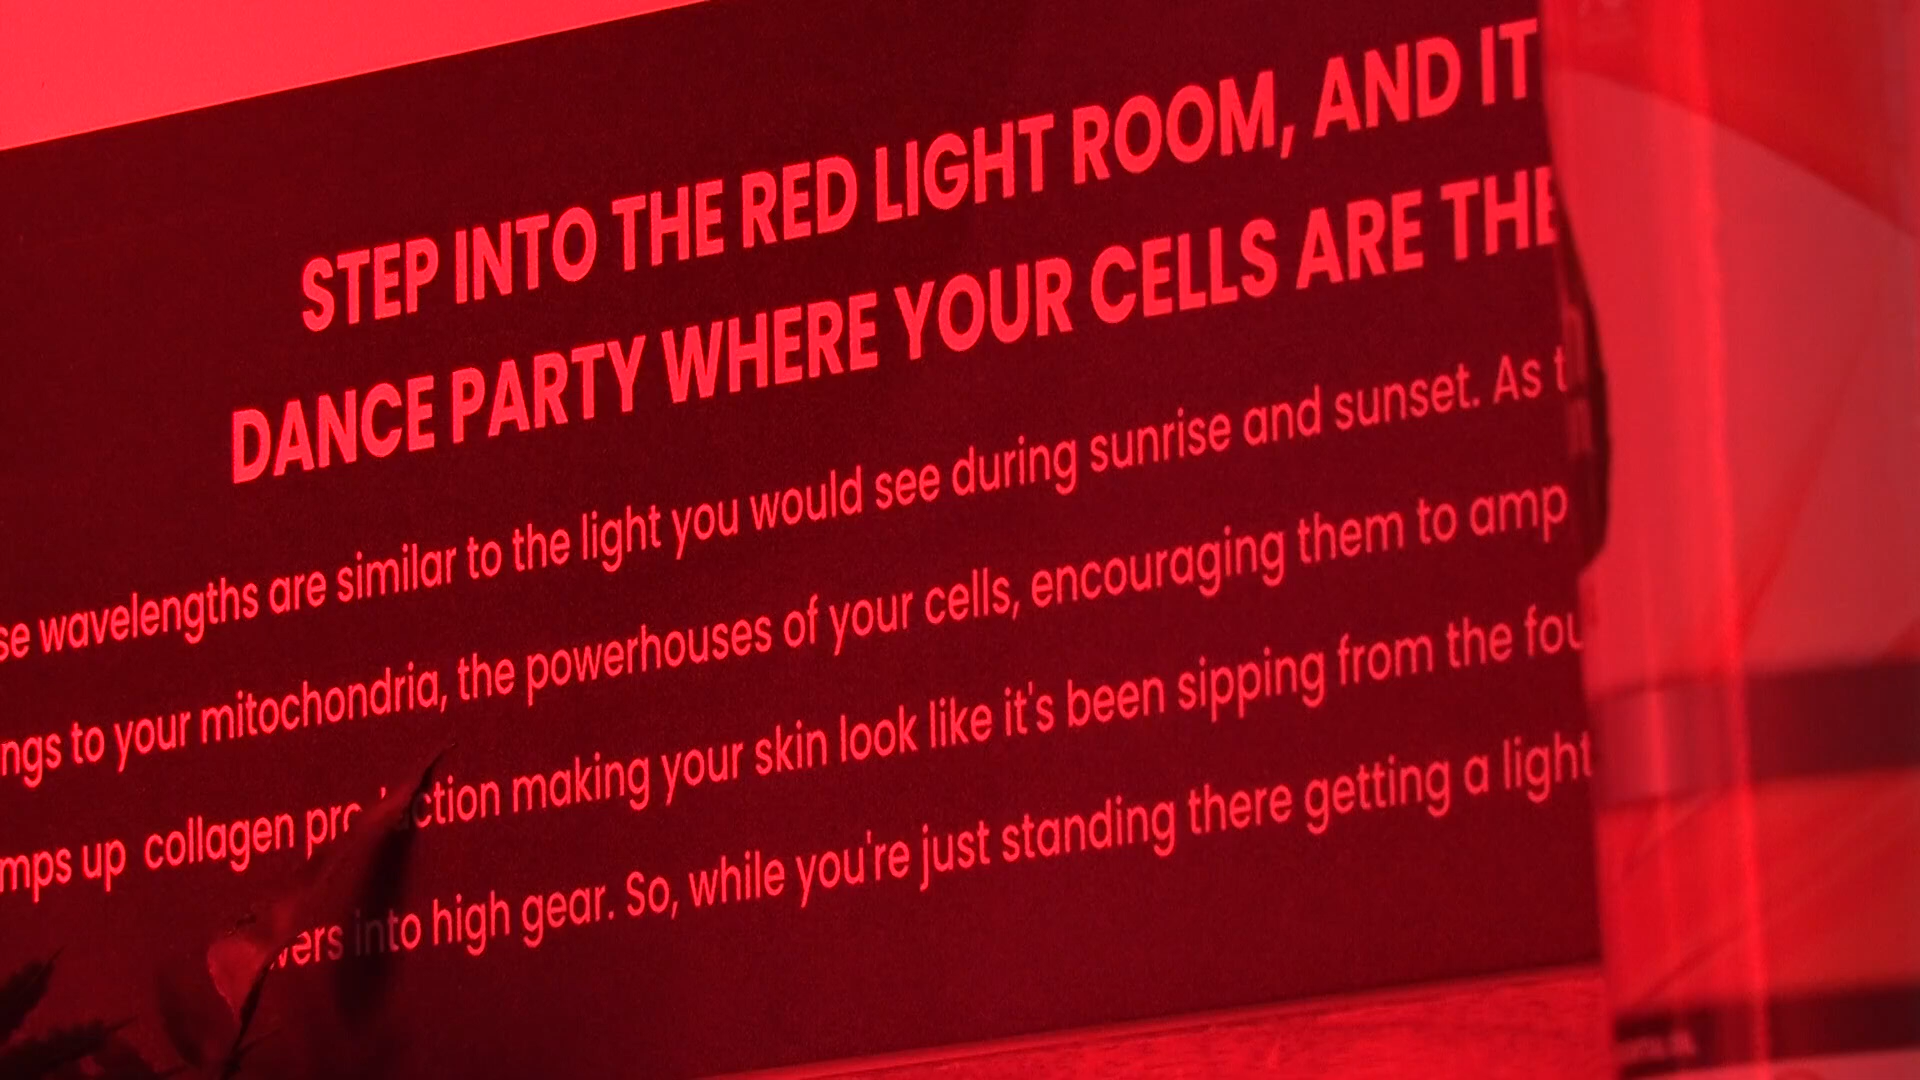 STEP INTO THE RED LIGHT ROOM, AND IT
DANCE PARTY WHERE YOUR CELLS ARE THE
se wavelengths are similar to the light you would see during sunrise and sunset. As t
ngs to your mitochondria, the powerhouses of your cells, encouraging them to amp
mps up collagen making your skin look like it's been sipping from the fou
into high gear. So, while you're just standing there getting a light